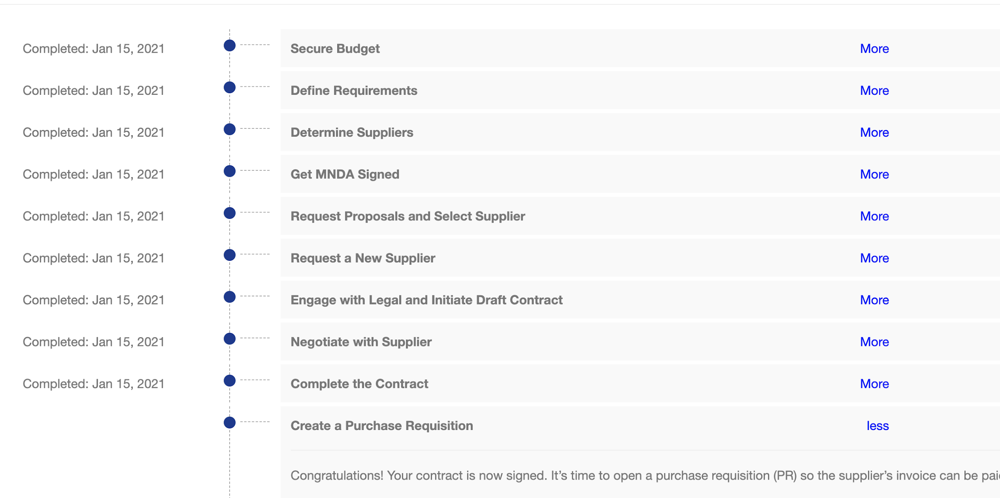 Completed: Jan 15, 2021 Secure Budget More
Completed: Jan 15, 2021 Define Requirements More
Completed: Jan 15, 2021 Determine Suppliers More
Completed: Jan 15, 2021 Get MNDA Signed More
Completed: Jan 15, 2021 Request Proposals and Select Supplier More
Completed: Jan 15, 2021 Request a New Supplier More
Completed: Jan 15, 2021 Engage with Legal and Initiate Draft Contract More
Completed: Jan 15, 2021 Negotiate with Supplier More
Completed: Jan 15, 2021 Complete the Contract More
Create a Purchase Requisition less
Congratulations! Your contract is now signed. It’s time to open a purchase requisition (PR) so the supplier’s invoice can be